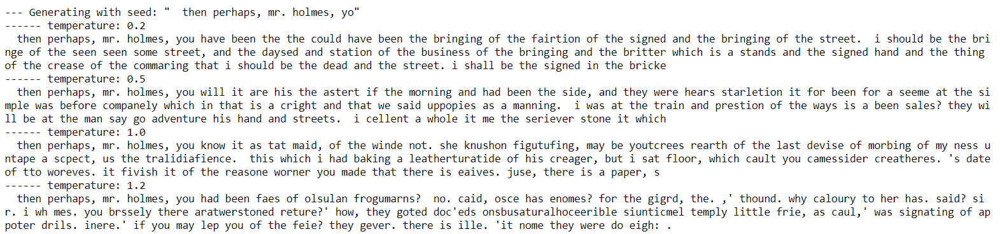 --- Generating with seed: "  then perhaps, mr. holmes, yo"
------ temperature: 0.2
  then perhaps, mr. holmes, you have been the the could have been the bringing of the fairtion of the signed and the bringing of the street.  i should be the bri
nge of the seen seen some street, and the daysed and station of the business of the bringing and the britter which is a stands and the signed hand and the thing
of the crease of the commaring that i should be the dead and the street. i shall be the signed in the bricke
------ temperature: 0.5
  then perhaps, mr. holmes, you will it are his the astert if the morning and had been the side, and they were hears starletion it for been for a seeme at the si
mple was before companely which in that is a cright and that we said uppopies as a manning.  i was at the train and prestion of the ways is a been sales? they wi
ll be at the man say go adventure his hand and streets.  i cellent a whole it me the seriever stone it which
------ temperature: 1.0
  then perhaps, mr. holmes, you know it as tat maid, of the winde not. she knushon figutufing, may be youtcrees rearth of the last devise of morbing of my ness u
ntape a scpect, us the tralidiafience.  this which i had baking a leatherturatide of his creager, but i sat floor, which cault you camessider creatheres. 's date
of tto woreves. it fivish it of the reasone worner you made that there is eaives. juse, there is a paper, s
------ temperature: 1.2
  then perhaps, mr. holmes, you had been faes of olsulan frogumarns?  no. caid, osce has enomes? for the gigrd, the. ,' thound. why caloury to her has. said? si
r. i wh mes. you brssely there aratwerstoned reture?' how, they goted doc'eds onsbusaturalhoceerible siunticmel temply little frie, as caul,' was signating of ap
poter drils. inere.' if you may lep you of the feie? they gever. there is ille. 'it nome they were do eigh: .